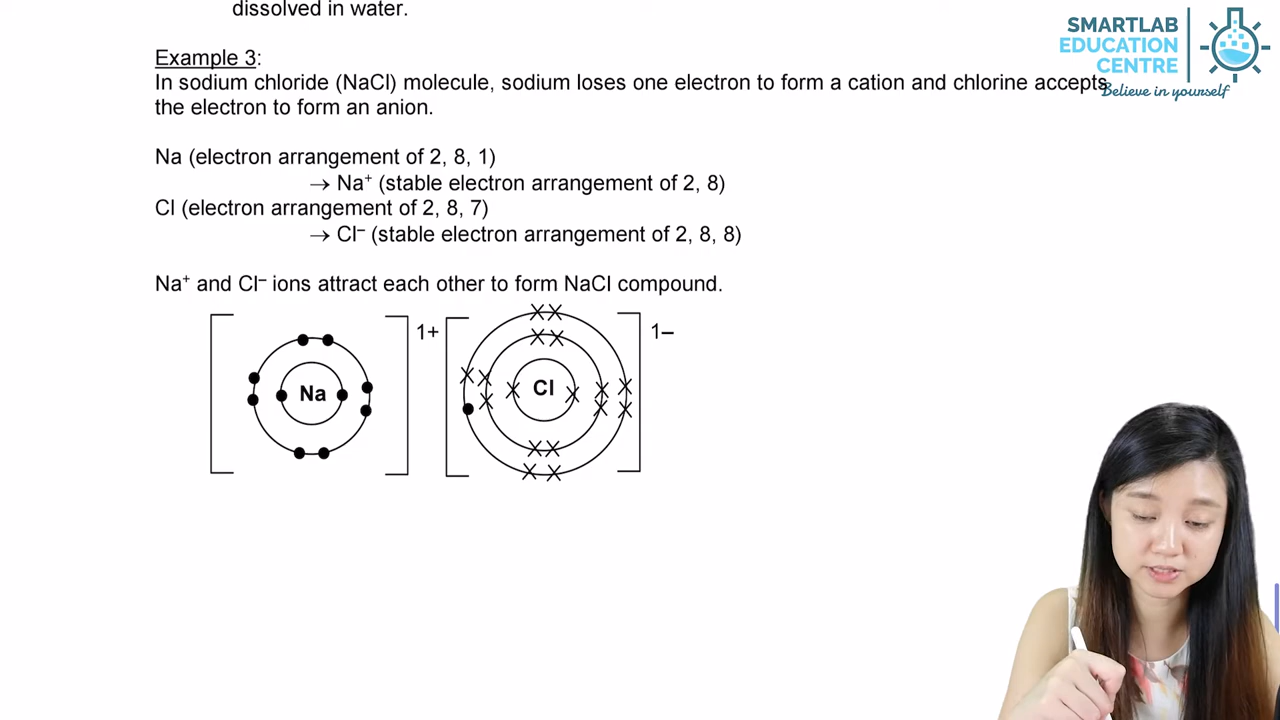 dissolved in water.
SMARTLAB
EDUCATION
CENTRE
Believe in yourself
Example 3:
In sodium chloride (NaCl) molecule, sodium loses one electron to form a cation and chlorine accepts
the electron to form an anion.
Na (electron arrangement of 2, 8, 1)
→ Na⁺ (stable electron arrangement of 2, 8)
Cl (electron arrangement of 2, 8, 7)
→ Cl⁻ (stable electron arrangement of 2, 8, 8)
Na⁺ and Cl⁻ ions attract each other to form NaCl compound.
1+
1–
Na
Cl